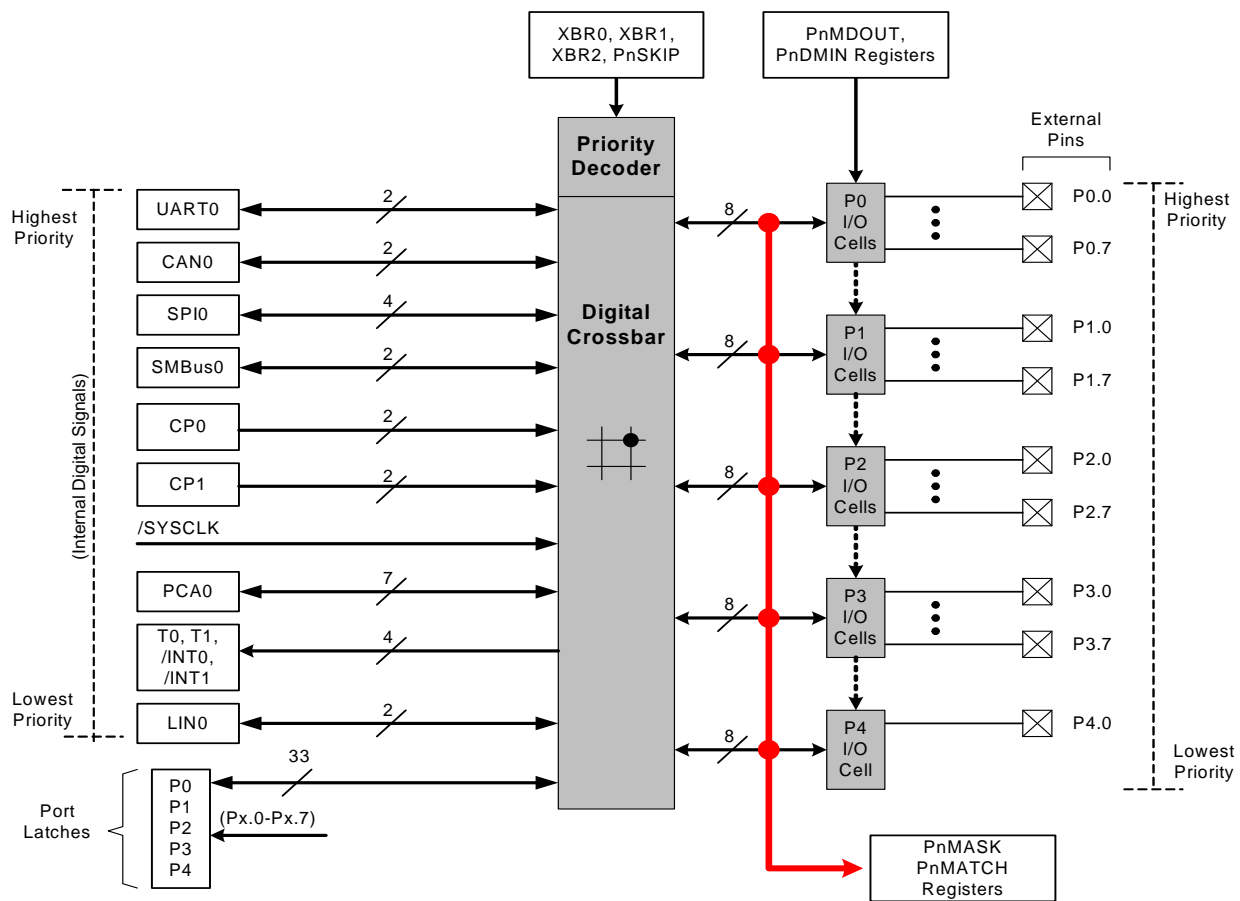 XBR0, XBR1,
XBR2, PnSKIP
PnMDOUT,
PnDMIN Registers
External
Pins
Priority
Decoder
Highest
Priority
(Internal Digital Signals)
Lowest
Priority
UART0
2
CAN0
2
SPI0
4
SMBus0
2
CP0
2
CP1
2
/SYSCLK
PCA0
7
T0, T1,
/INT0,
/INT1
4
LIN0
2
Port
Latches
P0
P1
P2
P3
P4
33
(Px.0-Px.7)
Digital
Crossbar
8
P0
I/O
Cells
P0.0
P0.7
8
P1
I/O
Cells
P1.0
P1.7
8
P2
I/O
Cells
P2.0
P2.7
8
P3
I/O
Cells
P3.0
P3.7
8
P4
I/O
Cell
P4.0
Highest
Priority
Lowest
Priority
PnMASK
PnMATCH
Registers